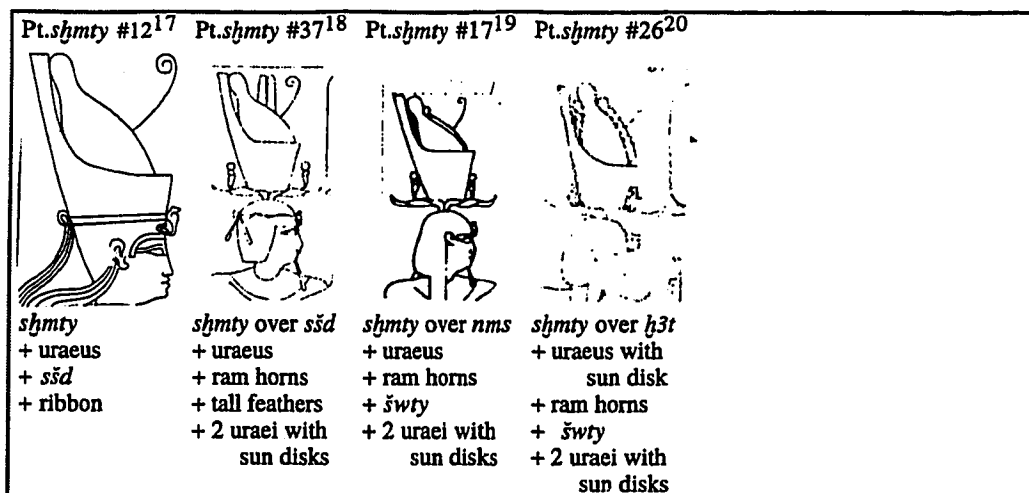 Pt.sḫmty #12¹⁷ Pt.sḫmty #37¹⁸ Pt.sḫmty #17¹⁹ Pt.sḫmty #26²⁰
sḫmty
+ uraeus
+ sšd
+ ribbon
sḫmty over sšd
+ uraeus
+ ram horns
+ tall feathers
+ 2 uraei with
sun disks
sḫmty over nms
+ uraeus
+ ram horns
+ šwty
+ 2 uraei with
sun disks
sḫmty over ḫ3t
+ uraeus with
sun disk
+ ram horns
+ šwty
+ 2 uraei with
sun disks